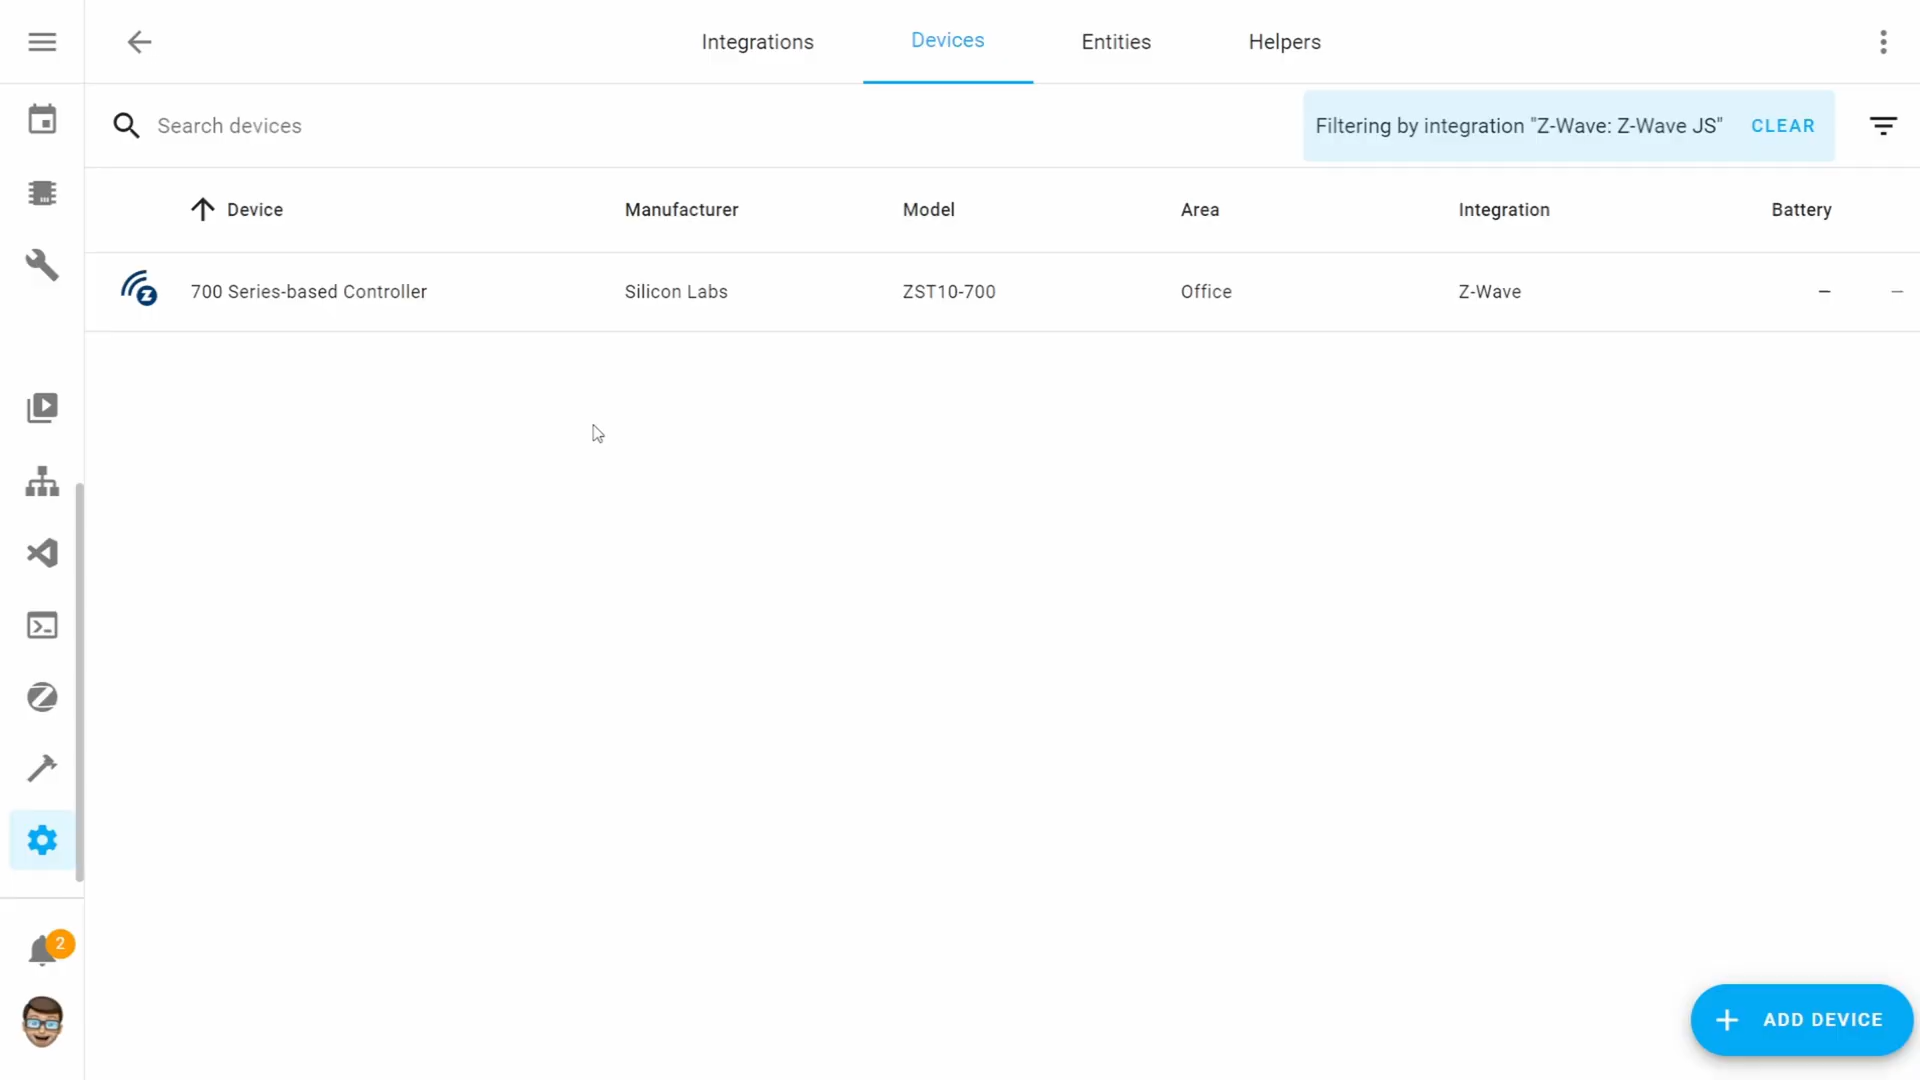 Integrations Devices Entities Helpers
Search devices
Filtering by integration "Z-Wave: Z-Wave JS" CLEAR
Device Manufacturer Model Area Integration Battery
700 Series-based Controller Silicon Labs ZST10-700 Office Z-Wave – –
2
ADD DEVICE